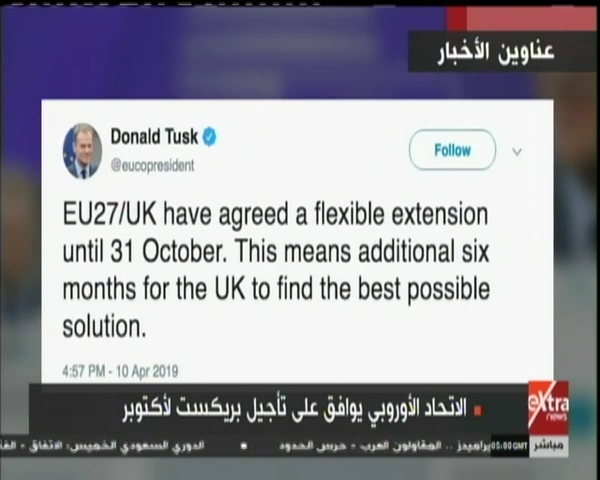 عناوين الأخبار
Donald Tusk
@eucopresident
Follow
EU27/UK have agreed a flexible extension
until 31 October. This means additional six
months for the UK to find the best possible
solution.
4:57 PM - 10 Apr 2019
الاتحاد الأوروبي يوافق على تأجيل بريكست لأكتوبر
eXtra
news
مباشر
05:00GMT
بيراميدز .. المقاولون العرب - حرس الحدود
الدوري السعودي الخميس: الاتفاق -